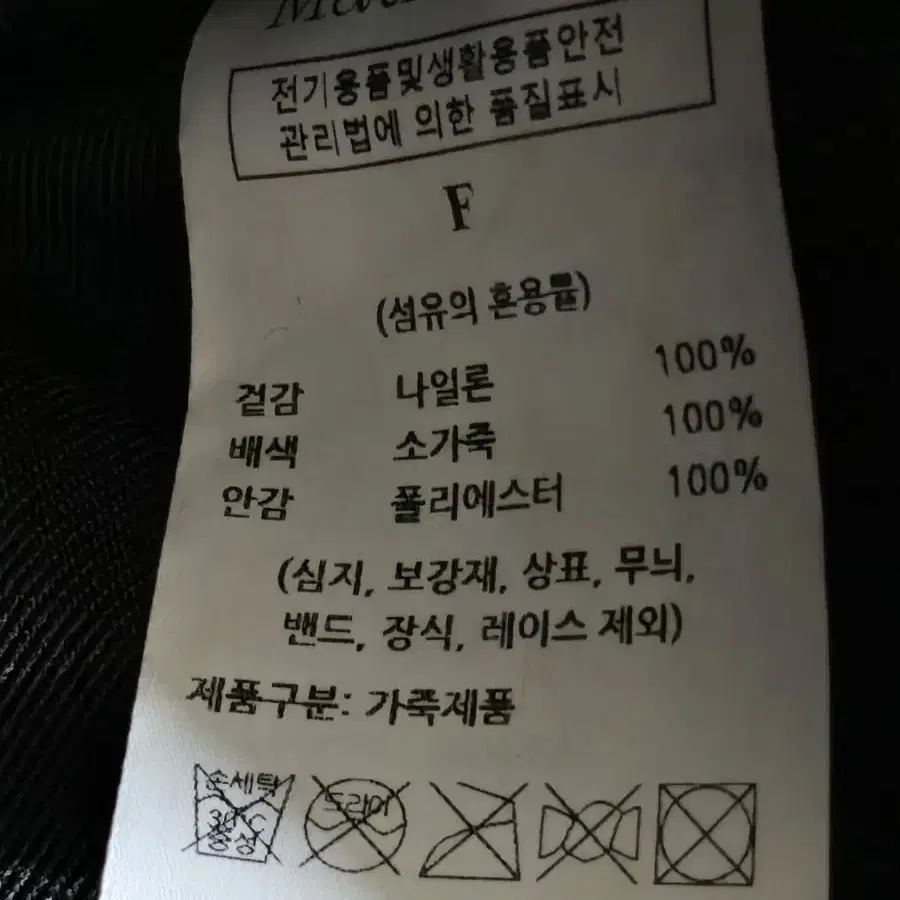 전기용품및생활용품안전
관리법에 의한 품질표시
F
(섬유의 혼용률)
겉감 나일론 100%
배색 소가죽 100%
안감 폴리에스터 100%
(심지, 보강재, 상표, 무늬,
밴드, 장식, 레이스 제외)
제품구분: 가죽제품
손세탁 드라이
30°C
중성